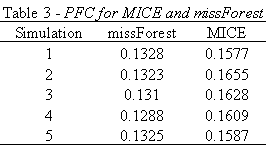 Table 3 - PFC for MICE and missForest
Simulation missForest MICE
1 0.1328 0.1577
2 0.1323 0.1655
3 0.131 0.1628
4 0.1288 0.1609
5 0.1325 0.1587